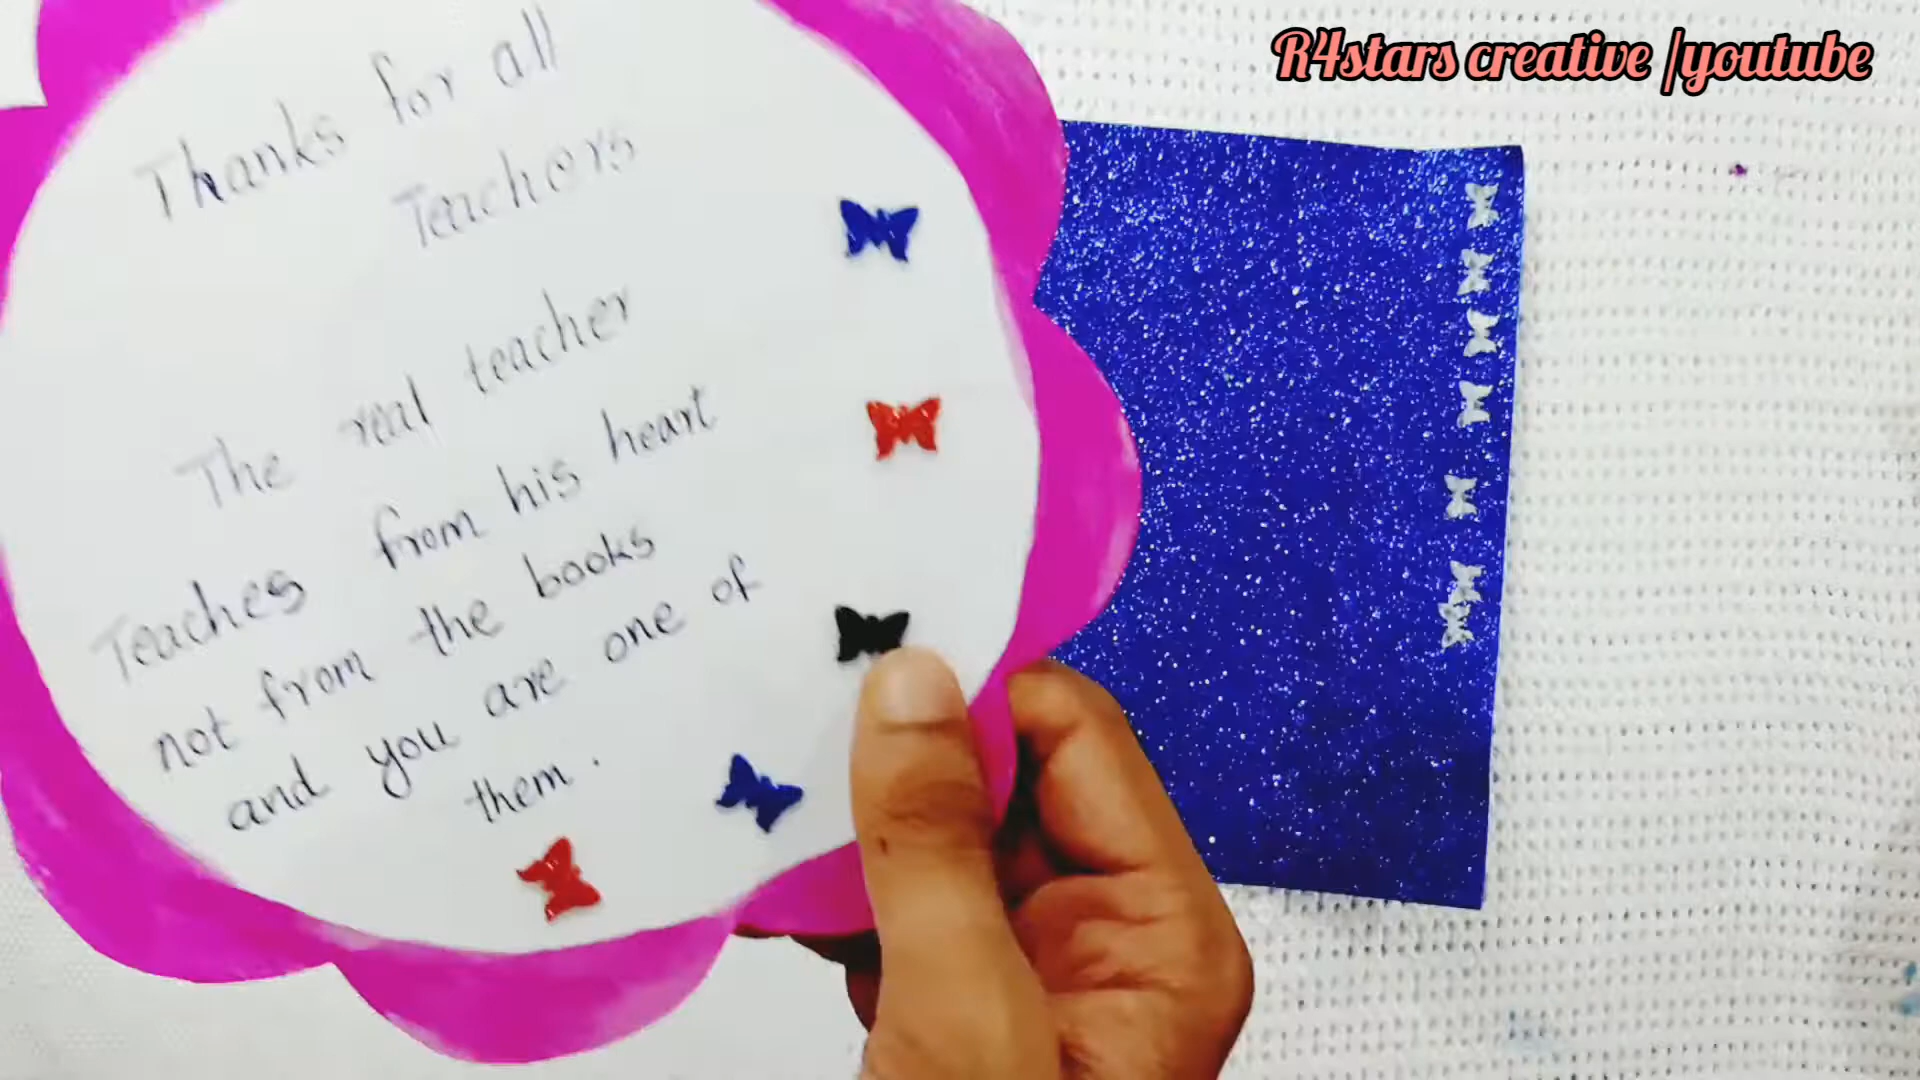 R4stars creative /youtube
Thanks for all
Teachers
The real teacher
Teaches from his heart
not from the books
and you are one of
them.